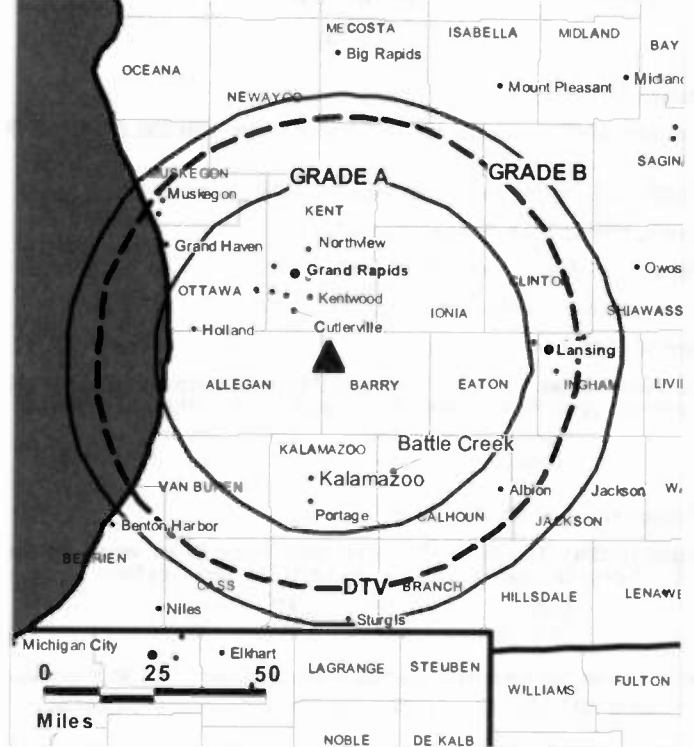 MECOSTA
ISABELLA
MIDLAND
Big Rapids
BAY
OCEANA
Mount Pleasant
Midland
NEWAYGO
SAGIN
MUSKEGON
GRADE A
GRADE B
Muskegon
KENT
Grand Haven
Northview
Grand Rapids
CLINTON
Owos
OTTAWA
Kentwood
IONIA
SHIAWASS
Holland
Cutlerville
Lansing
ALLEGAN
BARRY
EATON
INGHAM
LIVI
KALAMAZOO
Battle Creek
Kalamazoo
VAN BUREN
Albion
Jackson
Portage
CALHOUN
JACKSON
Benton Harbor
BERRIEN
CASS
DTV
BRANCH
HILLSDALE
LENAWE
Niles
Sturgis
Michigan City
Elkhart
0 25 50
LAGRANGE
STEUBEN
WILLIAMS
FULTON
Miles
NOBLE
DE KALB